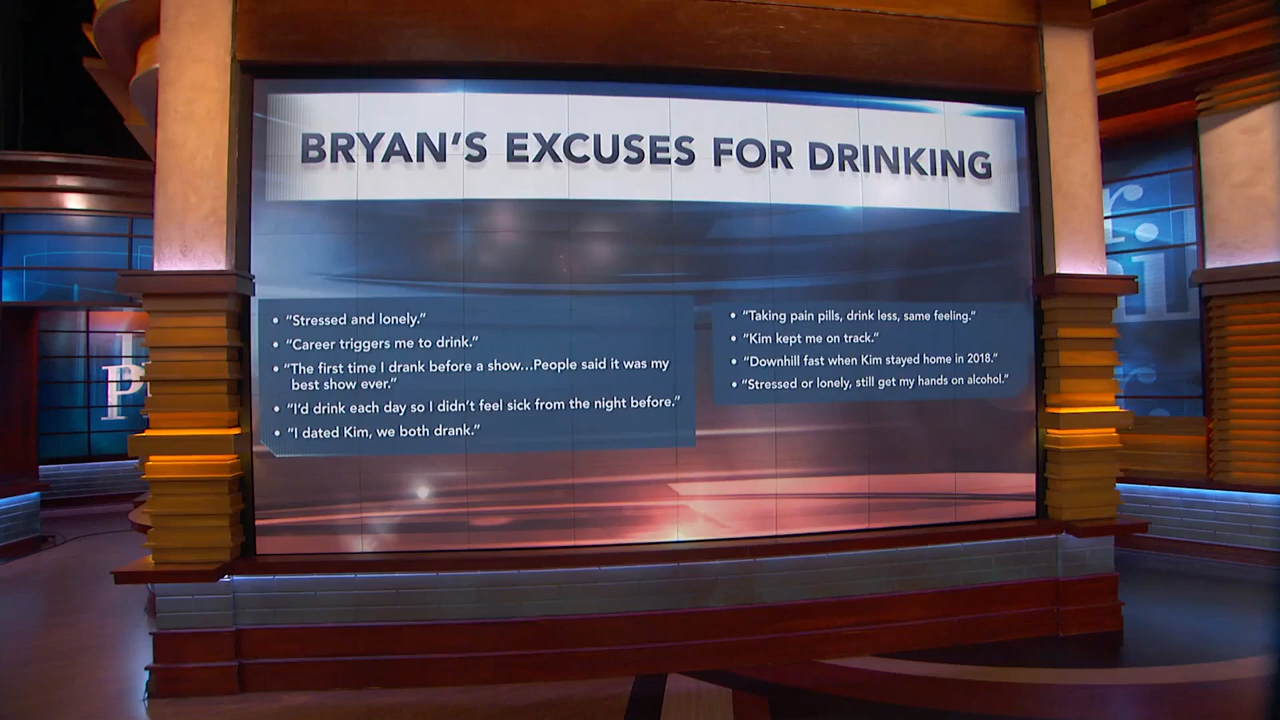 BRYAN'S EXCUSES FOR DRINKING
• “Stressed and lonely.”
• “Career triggers me to drink.”
• “The first time I drank before a show...People said it was my
best show ever.”
• “I’d drink each day so I didn’t feel sick from the night before.”
• “I dated Kim, we both drank.”
• “Taking pain pills, drink less, same feeling.”
• “Kim kept me on track.”
• “Downhill fast when Kim stayed home in 2018.”
• “Stressed or lonely, still get my hands on alcohol.”